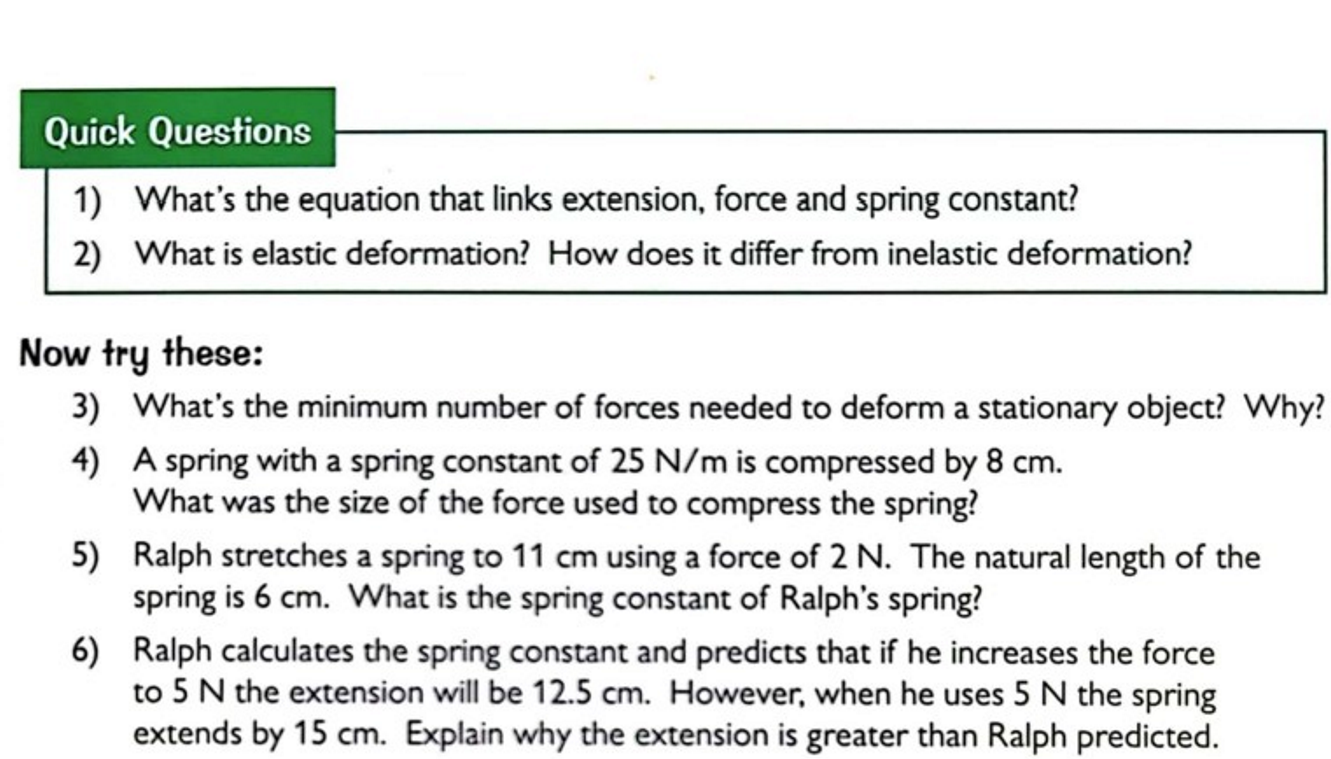 Quick Questions
1) What's the equation that links extension, force and spring constant?
2) What is elastic deformation? How does it differ from inelastic deformation?
Now try these:
3) What's the minimum number of forces needed to deform a stationary object? Why?
4) A spring with a spring constant of 25 N/m is compressed by 8 cm.
What was the size of the force used to compress the spring?
5) Ralph stretches a spring to 11 cm using a force of 2 N. The natural length of the
spring is 6 cm. What is the spring constant of Ralph's spring?
6) Ralph calculates the spring constant and predicts that if he increases the force
to 5 N the extension will be 12.5 cm. However, when he uses 5 N the spring
extends by 15 cm. Explain why the extension is greater than Ralph predicted.